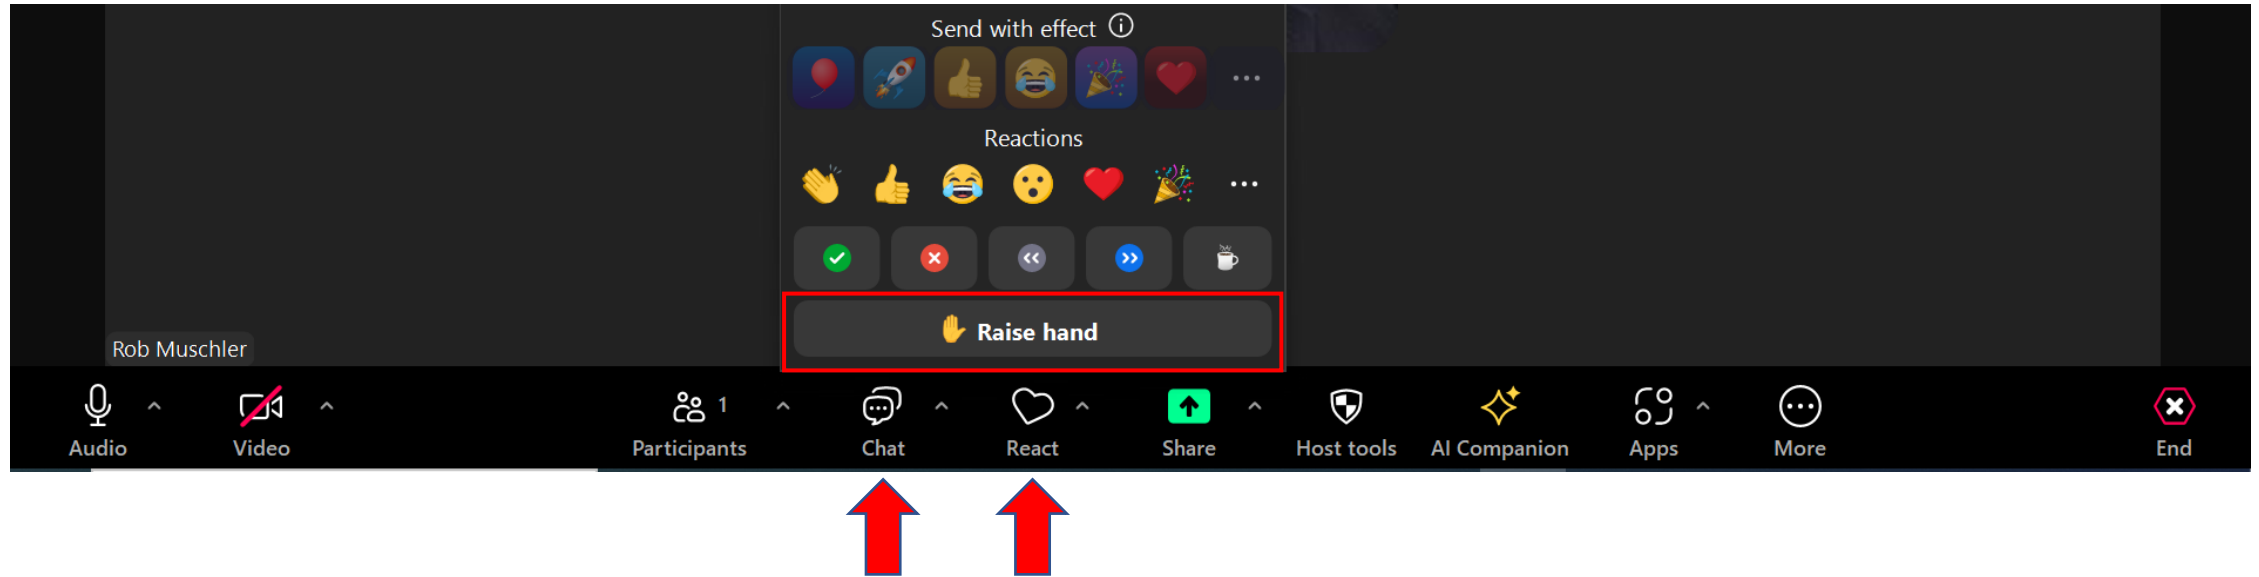 Send with effect
Reactions
Raise hand
Rob Muschler
1
Audio Video Participants Chat React Share Host tools AI Companion Apps More End